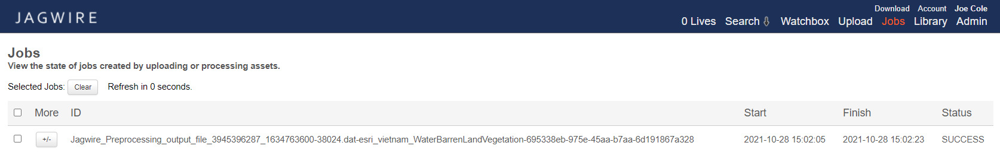 JAGWIRE
Download Account Joe Cole
0 Lives Search Watchbox Upload Jobs Library Admin
Jobs
View the state of jobs created by uploading or processing assets.
Selected Jobs: Clear Refresh in 0 seconds.
More ID Start Finish Status
+/- Jagwire_Preprocessing_output_file_3945396287_1634763600-38024.dat-esri_vietnam_WaterBarrenLandVegetation-695338eb-975e-45aa-b7aa-6d191867a328 2021-10-28 15:02:05 2021-10-28 15:02:23 SUCCESS